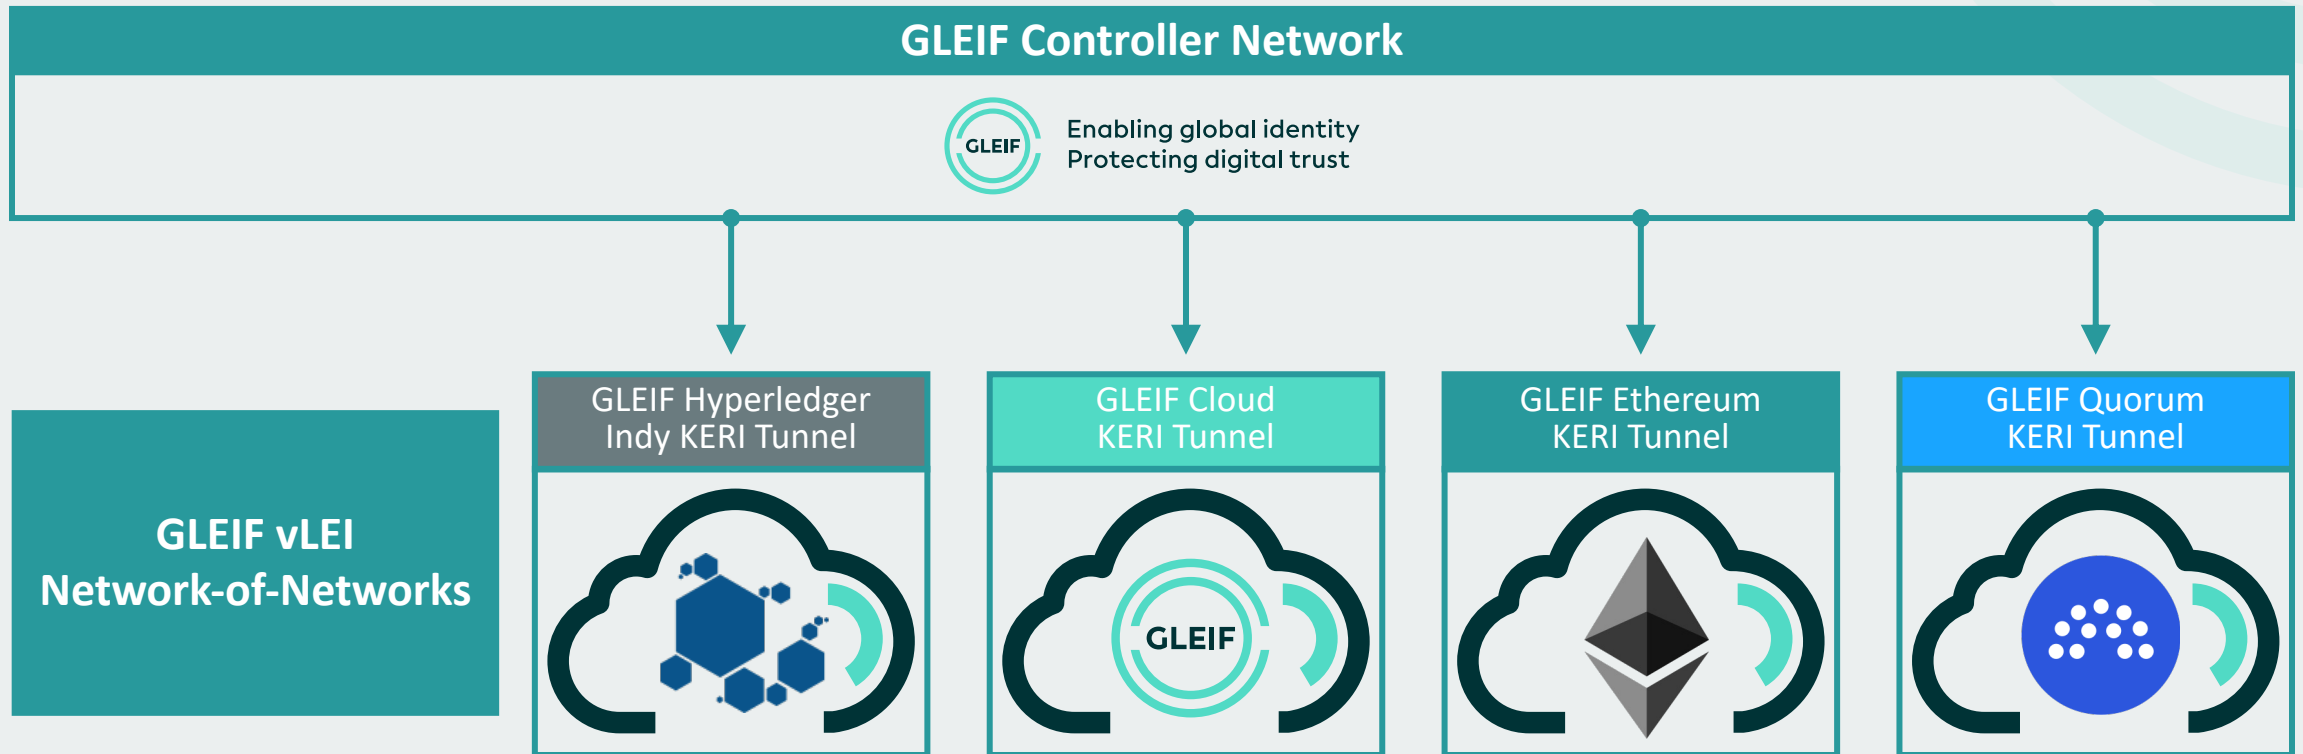 GLEIF Controller Network
GLEIF
Enabling global identity
Protecting digital trust
GLEIF vLEI
Network-of-Networks
GLEIF Hyperledger
Indy KERI Tunnel
GLEIF Cloud
KERI Tunnel
GLEIF
GLEIF Ethereum
KERI Tunnel
GLEIF Quorum
KERI Tunnel